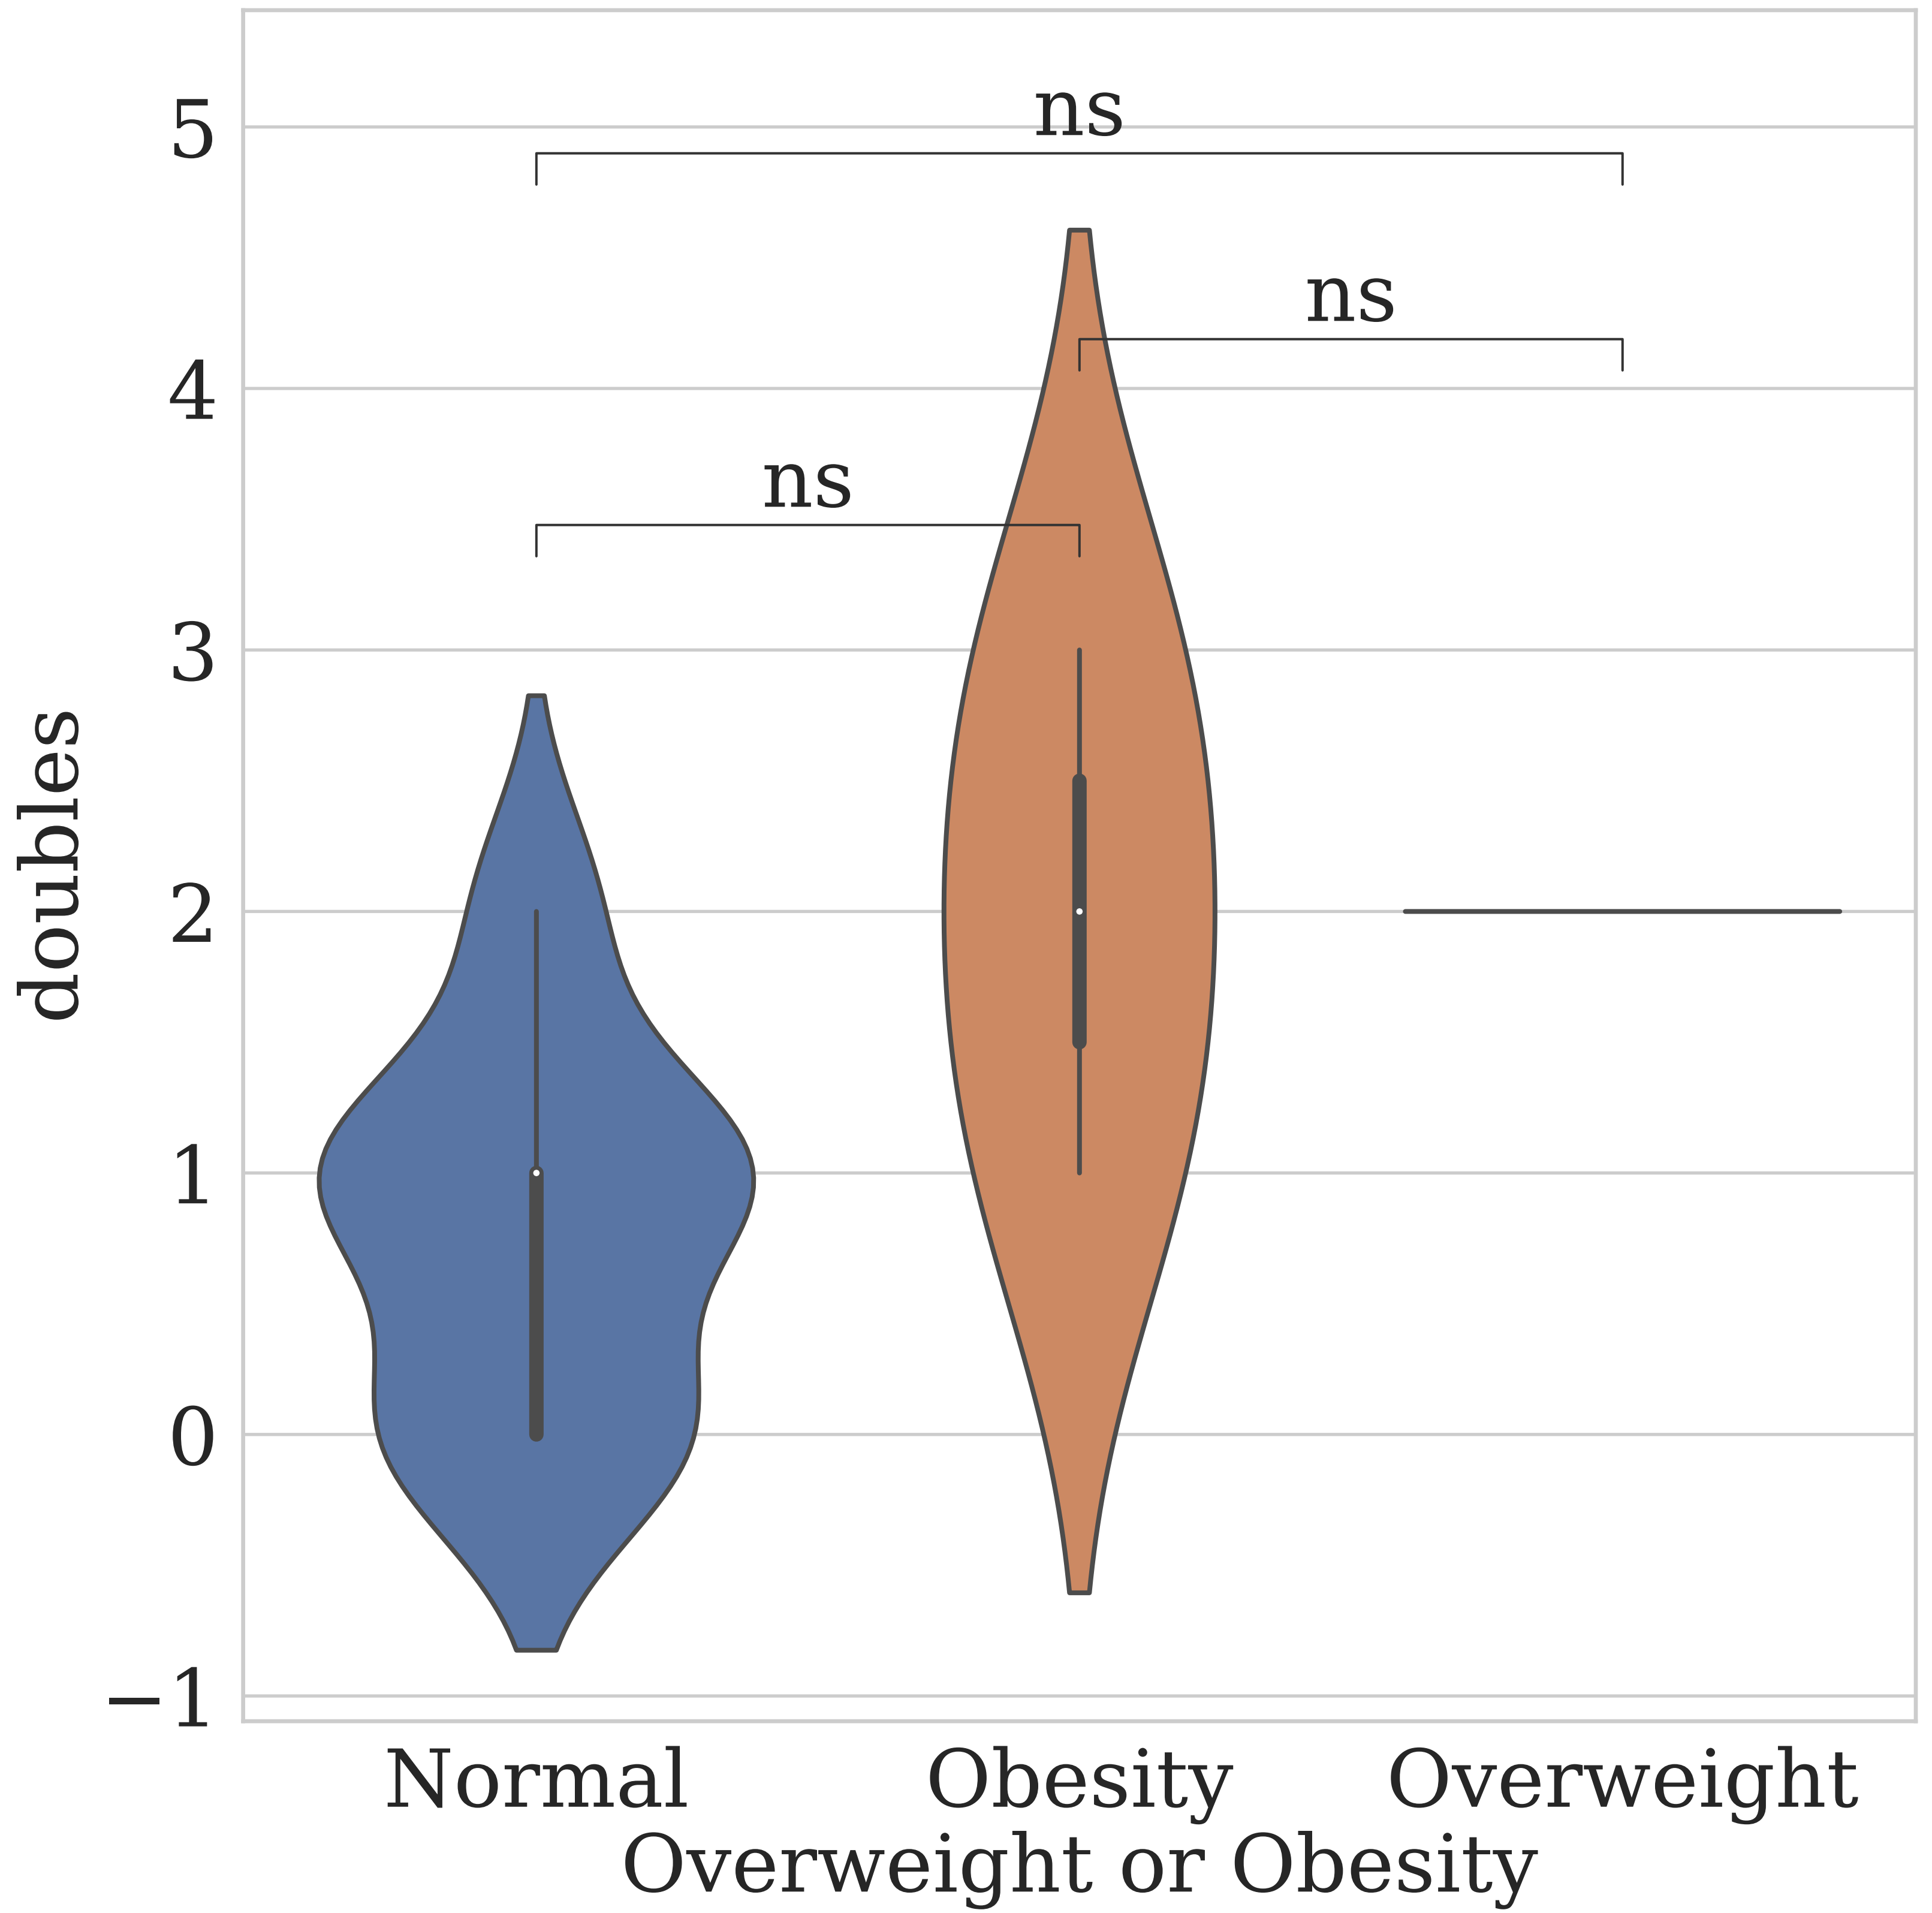 ns
5
ns
4
ns
3
doubles
2
1
0
−1
Normal Obesity Overweight
Overweight or Obesity